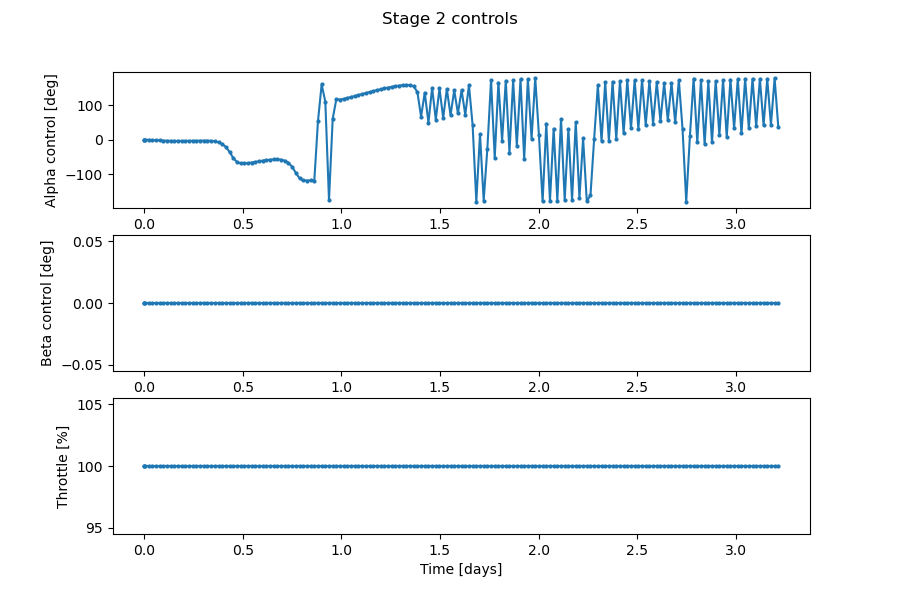 Stage 2 controls
Alpha control [deg]
100
0
−100
0.0 0.5 1.0 1.5 2.0 2.5 3.0
Beta control [deg]
0.05
0.00
−0.05
0.0 0.5 1.0 1.5 2.0 2.5 3.0
Throttle [%]
105
100
95
0.0 0.5 1.0 1.5 2.0 2.5 3.0
Time [days]